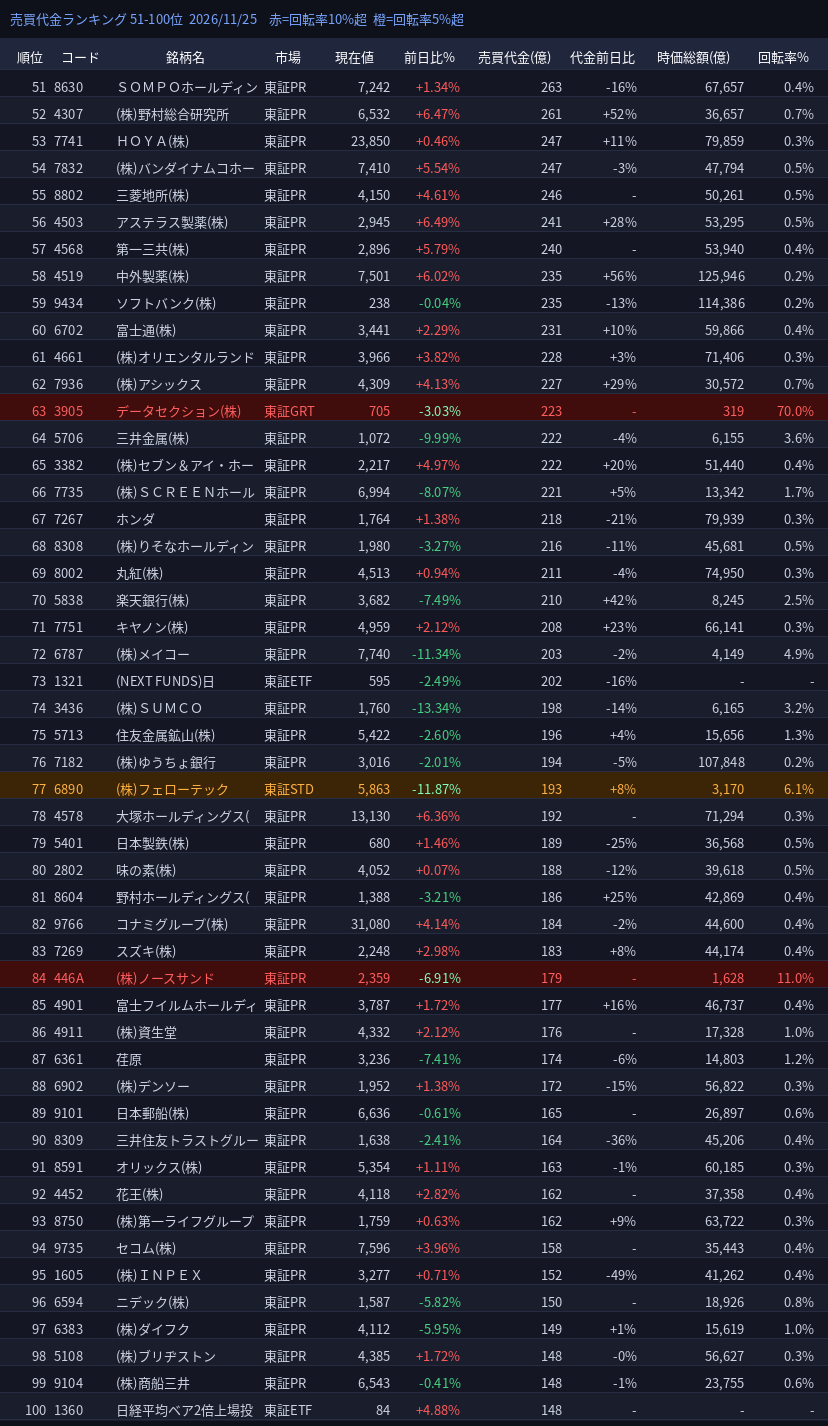 売買代金ランキング 51-100位 2026/11/25 赤=回転率10%超 橙=回転率5%超
順位 コード 銘柄名 市場 現在値 前日比% 売買代金(億) 代金前日比 時価総額(億) 回転率%
51 8630 ＳＯＭＰＯホールディン 東証PR 7,242 +1.34% 263 -16% 67,657 0.4%
52 4307 (株)野村総合研究所 東証PR 6,532 +6.47% 261 +52% 36,657 0.7%
53 7741 ＨＯＹＡ(株) 東証PR 23,850 +0.46% 247 +11% 79,859 0.3%
54 7832 (株)バンダイナムコホー 東証PR 7,410 +5.54% 247 -3% 47,794 0.5%
55 8802 三菱地所(株) 東証PR 4,150 +4.61% 246 - 50,261 0.5%
56 4503 アステラス製薬(株) 東証PR 2,945 +6.49% 241 +28% 53,295 0.5%
57 4568 第一三共(株) 東証PR 2,896 +5.79% 240 - 53,940 0.4%
58 4519 中外製薬(株) 東証PR 7,501 +6.02% 235 +56% 125,946 0.2%
59 9434 ソフトバンク(株) 東証PR 238 -0.04% 235 -13% 114,386 0.2%
60 6702 富士通(株) 東証PR 3,441 +2.29% 231 +10% 59,866 0.4%
61 4661 (株)オリエンタルランド 東証PR 3,966 +3.82% 228 +3% 71,406 0.3%
62 7936 (株)アシックス 東証PR 4,309 +4.13% 227 +29% 30,572 0.7%
63 3905 データセクション(株) 東証GRT 705 -3.03% 223 - 319 70.0%
64 5706 三井金属(株) 東証PR 1,072 -9.99% 222 -4% 6,155 3.6%
65 3382 (株)セブン＆アイ・ホー 東証PR 2,217 +4.97% 222 +20% 51,440 0.4%
66 7735 (株)ＳＣＲＥＥＮホール 東証PR 6,994 -8.07% 221 +5% 13,342 1.7%
67 7267 ホンダ 東証PR 1,764 +1.38% 218 -21% 79,939 0.3%
68 8308 (株)りそなホールディン 東証PR 1,980 -3.27% 216 -11% 45,681 0.5%
69 8002 丸紅(株) 東証PR 4,513 +0.94% 211 -4% 74,950 0.3%
70 5838 楽天銀行(株) 東証PR 3,682 -7.49% 210 +42% 8,245 2.5%
71 7751 キヤノン(株) 東証PR 4,959 +2.12% 208 +23% 66,141 0.3%
72 6787 (株)メイコー 東証PR 7,740 -11.34% 203 -2% 4,149 4.9%
73 1321 (NEXT FUNDS)日 東証ETF 595 -2.49% 202 -16% - -
74 3436 (株)ＳＵＭＣＯ 東証PR 1,760 -13.34% 198 -14% 6,165 3.2%
75 5713 住友金属鉱山(株) 東証PR 5,422 -2.60% 196 +4% 15,656 1.3%
76 7182 (株)ゆうちょ銀行 東証PR 3,016 -2.01% 194 -5% 107,848 0.2%
77 6890 (株)フェローテック 東証STD 5,863 -11.87% 193 +8% 3,170 6.1%
78 4578 大塚ホールディングス( 東証PR 13,130 +6.36% 192 - 71,294 0.3%
79 5401 日本製鉄(株) 東証PR 680 +1.46% 189 -25% 36,568 0.5%
80 2802 味の素(株) 東証PR 4,052 +0.07% 188 -12% 39,618 0.5%
81 8604 野村ホールディングス( 東証PR 1,388 -3.21% 186 +25% 42,869 0.4%
82 9766 コナミグループ(株) 東証PR 31,080 +4.14% 184 -2% 44,600 0.4%
83 7269 スズキ(株) 東証PR 2,248 +2.98% 183 +8% 44,174 0.4%
84 446A (株)ノースサンド 東証PR 2,359 -6.91% 179 - 1,628 11.0%
85 4901 富士フイルムホールディ 東証PR 3,787 +1.72% 177 +16% 46,737 0.4%
86 4911 (株)資生堂 東証PR 4,332 +2.12% 176 - 17,328 1.0%
87 6361 荏原 東証PR 3,236 -7.41% 174 -6% 14,803 1.2%
88 6902 (株)デンソー 東証PR 1,952 +1.38% 172 -15% 56,822 0.3%
89 9101 日本郵船(株) 東証PR 6,636 -0.61% 165 - 26,897 0.6%
90 8309 三井住友トラストグルー 東証PR 1,638 -2.41% 164 -36% 45,206 0.4%
91 8591 オリックス(株) 東証PR 5,354 +1.11% 163 -1% 60,185 0.3%
92 4452 花王(株) 東証PR 4,118 +2.82% 162 - 37,358 0.4%
93 8750 (株)第一ライフグループ 東証PR 1,759 +0.63% 162 +9% 63,722 0.3%
94 9735 セコム(株) 東証PR 7,596 +3.96% 158 - 35,443 0.4%
95 1605 (株)ＩＮＰＥＸ 東証PR 3,277 +0.71% 152 -49% 41,262 0.4%
96 6594 ニデック(株) 東証PR 1,587 -5.82% 150 - 18,926 0.8%
97 6383 (株)ダイフク 東証PR 4,112 -5.95% 149 +1% 15,619 1.0%
98 5108 (株)ブリヂストン 東証PR 4,385 +1.72% 148 -0% 56,627 0.3%
99 9104 (株)商船三井 東証PR 6,543 -0.41% 148 -1% 23,755 0.6%
100 1360 日経平均ベア2倍上場投 東証ETF 84 +4.88% 148 - - -